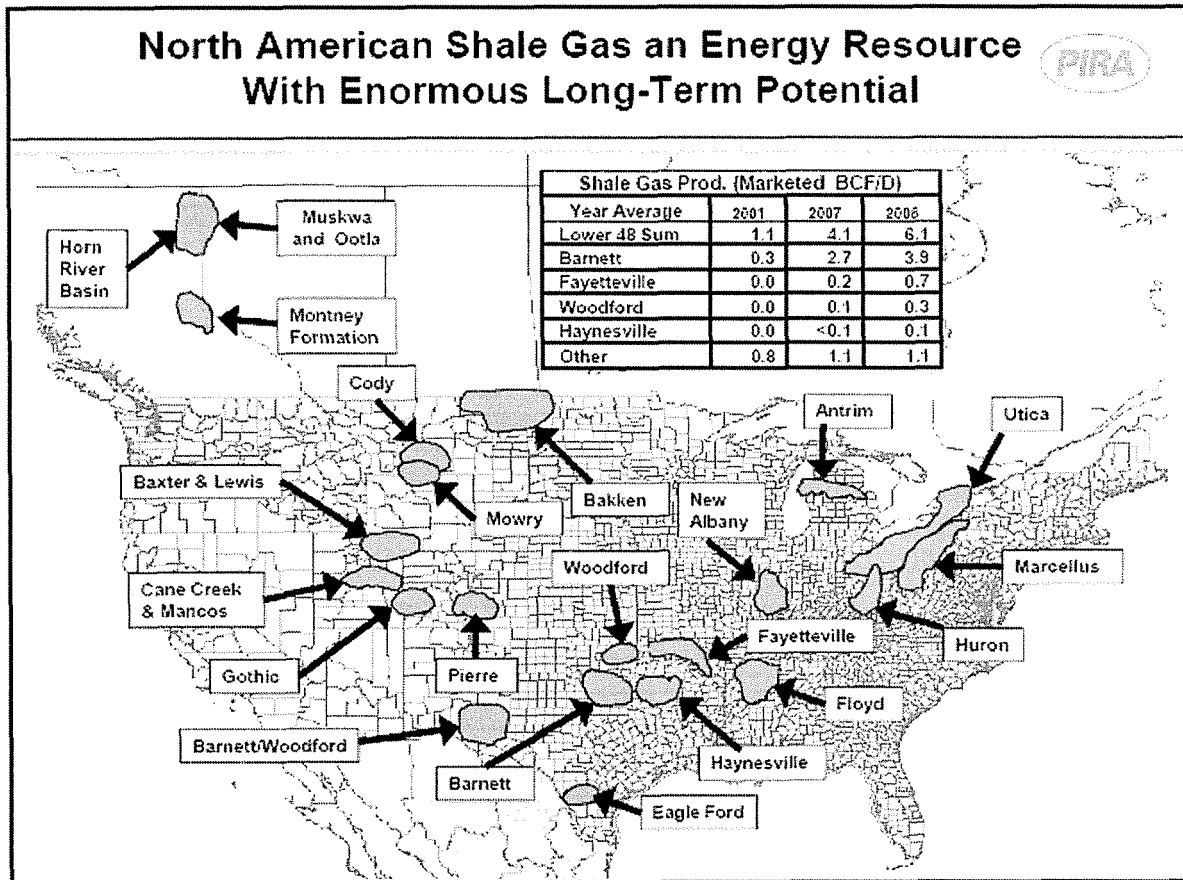 North American Shale Gas an Energy Resource
With Enormous Long-Term Potential
PIRA
Shale Gas Prod. (Marketed BCF/D)
Year Average 2001 2007 2008
Lower 48 Sum 1.1 4.1 6.1
Barnett 0.3 2.7 3.9
Fayetteville 0.0 0.2 0.7
Woodford 0.0 0.1 0.3
Haynesville 0.0 <0.1 0.1
Other 0.8 1.1 1.1
Muskwa
and Ootla
Horn
River
Basin
Montney
Formation
Cody
Antrim
Utica
Baxter & Lewis
Mowry
Bakken
New
Albany
Woodford
Marcellus
Cane Creek
& Mancos
Fayetteville
Huron
Gothic
Pierre
Floyd
Barnett/Woodford
Barnett
Haynesville
Eagle Ford